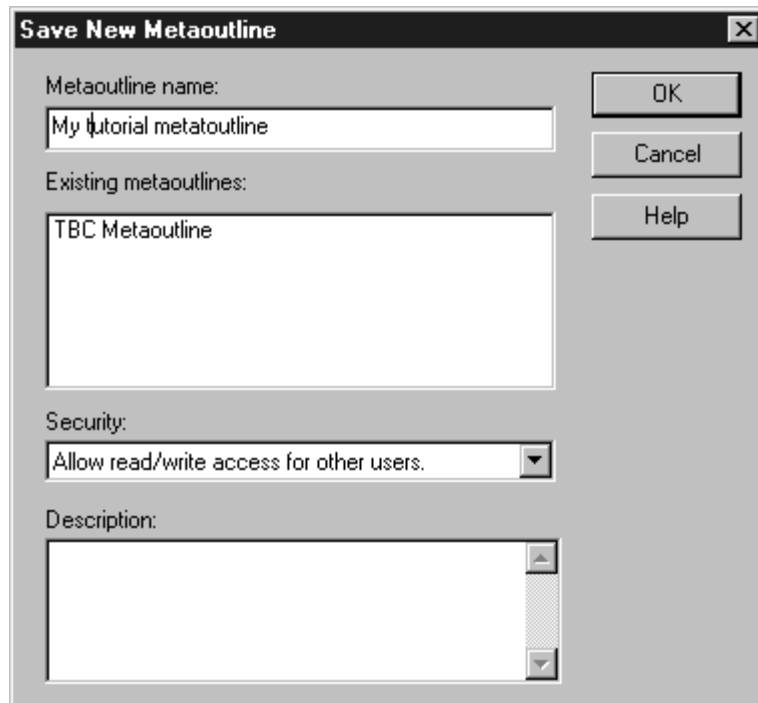 Save New Metaoutline
Metaoutline name:
My tutorial metatoutline
Existing metaoutlines:
TBC Metaoutline
Security:
Allow read/write access for other users.
Description:
OK
Cancel
Help